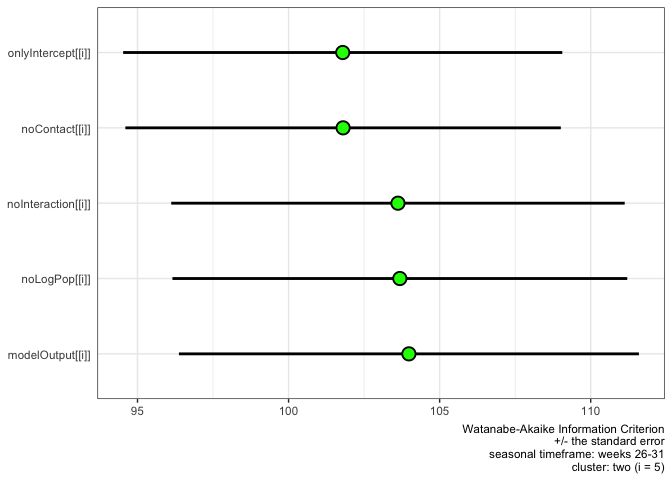 onlyIntercept[[i]]
noContact[[i]]
noInteraction[[i]]
noLogPop[[i]]
modelOutput[[i]]
95 100 105 110
Watanabe-Akaike Information Criterion
+/- the standard error
seasonal timeframe: weeks 26-31
cluster: two (i = 5)